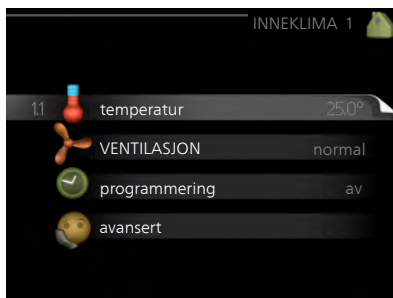 INNEKLIMA 1
1.1 temperatur 25.0°
VENTILASJON normal
programmering av
avansert